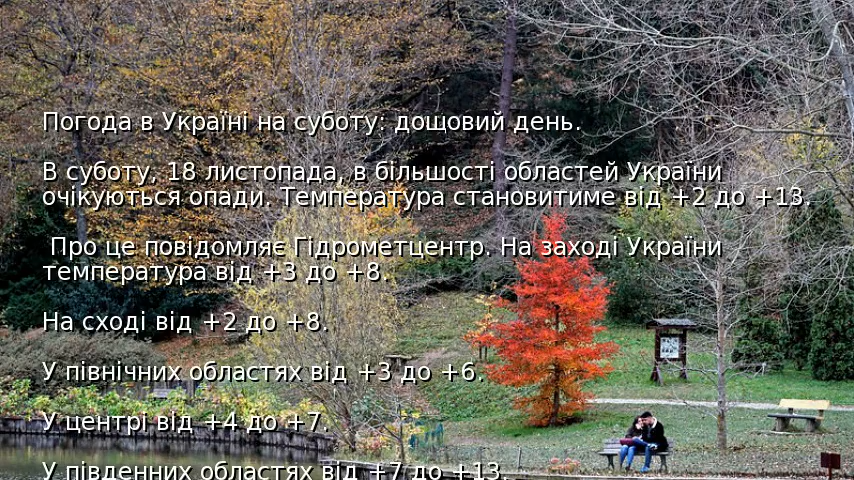 Погода в Україні на суботу: дощовий день.
В суботу, 18 листопада, в більшості областей України
очікуються опади. Температура становитиме від +2 до +13.
Про це повідомляє Гідрометцентр. На заході України
температура від +3 до +8.
На сході від +2 до +8.
У північних областях від +3 до +6.
У центрі від +4 до +7.
У південних областях від +7 до +13.